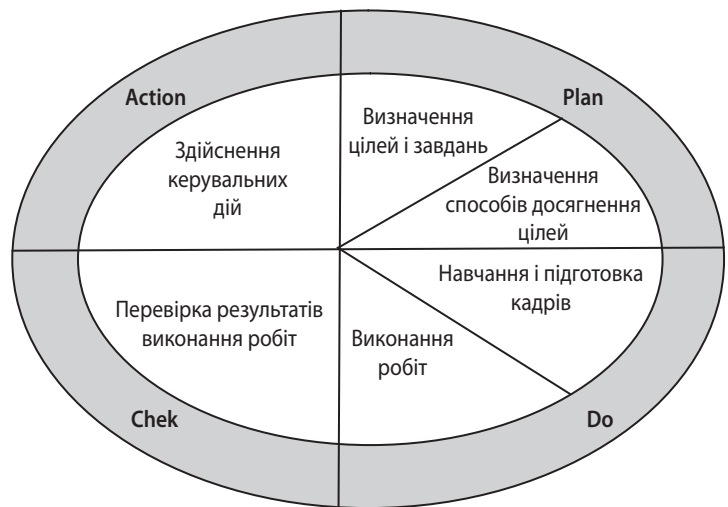 Action
Plan
Здійснення
керувальних
дій
Визначення
цілей і завдань
Визначення
способів досягнення
цілей
Навчання і підготовка
кадрів
Виконання
робіт
Перевірка результатів
виконання робіт
Chek
Do